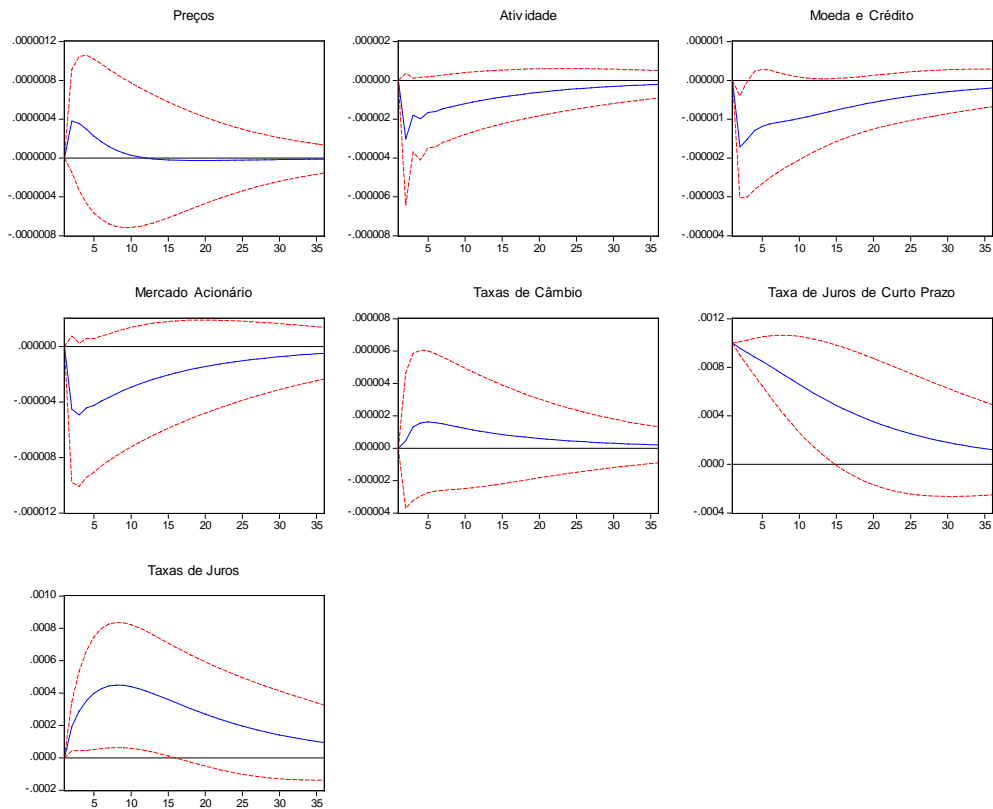 Preços
.0000012
.0000008
.0000004
.0000000
-.0000004
-.0000008
5 10 15 20 25 30 35
Atividade
.000002
.000000
-.000002
-.000004
-.000006
-.000008
5 10 15 20 25 30 35
Moeda e Crédito
.000001
.000000
-.000001
-.000002
-.000003
-.000004
5 10 15 20 25 30 35
Mercado Acionário
.000000
-.000004
-.000008
-.000012
5 10 15 20 25 30 35
Taxas de Câmbio
.000008
.000006
.000004
.000002
.000000
-.000002
-.000004
5 10 15 20 25 30 35
Taxa de Juros de Curto Prazo
.0012
.0008
.0004
.0000
-.0004
5 10 15 20 25 30 35
Taxas de Juros
.0010
.0008
.0006
.0004
.0002
.0000
-.0002
5 10 15 20 25 30 35